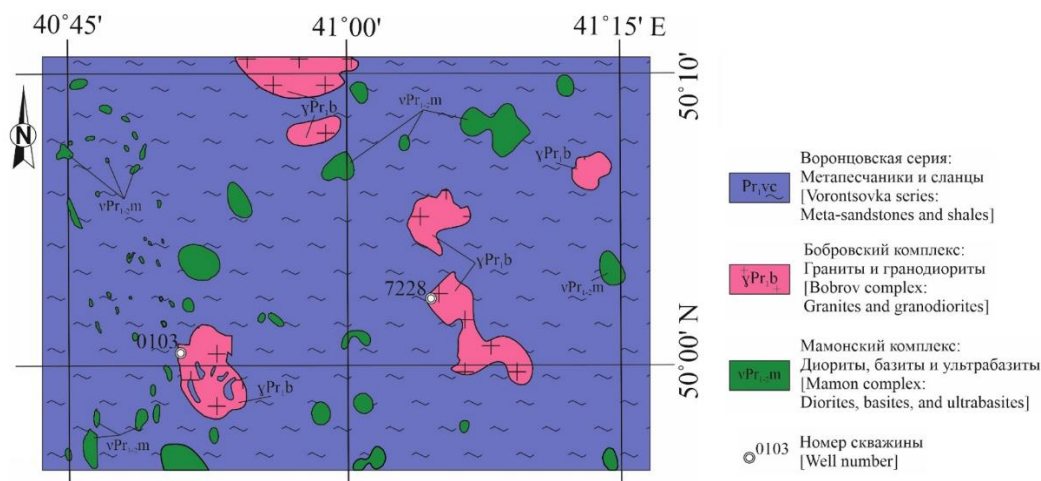 40°45'
41°00'
41°15' E
50°10'
50°00' N
N
γPr₁b
νPr₁₋₂m
γPr₁b
νPr₁₋₂m
γPr₁b
7228
νPr₁₋₂m
0103
γPr₁b
νPr₁₋₂m
Pr₁vc
Воронцовская серия:
Метапесчаники и сланцы
[Vorontsovka series:
Meta-sandstones and shales]
γPr₁b
Бобровский комплекс:
Граниты и гранодиориты
[Bobrov complex:
Granites and granodiorites]
νPr₁₋₂m
Мамонский комплекс:
Диориты, базиты и ультрабазиты
[Mamon complex:
Diorites, basites, and ultrabasites]
0103
Номер скважины
[Well number]